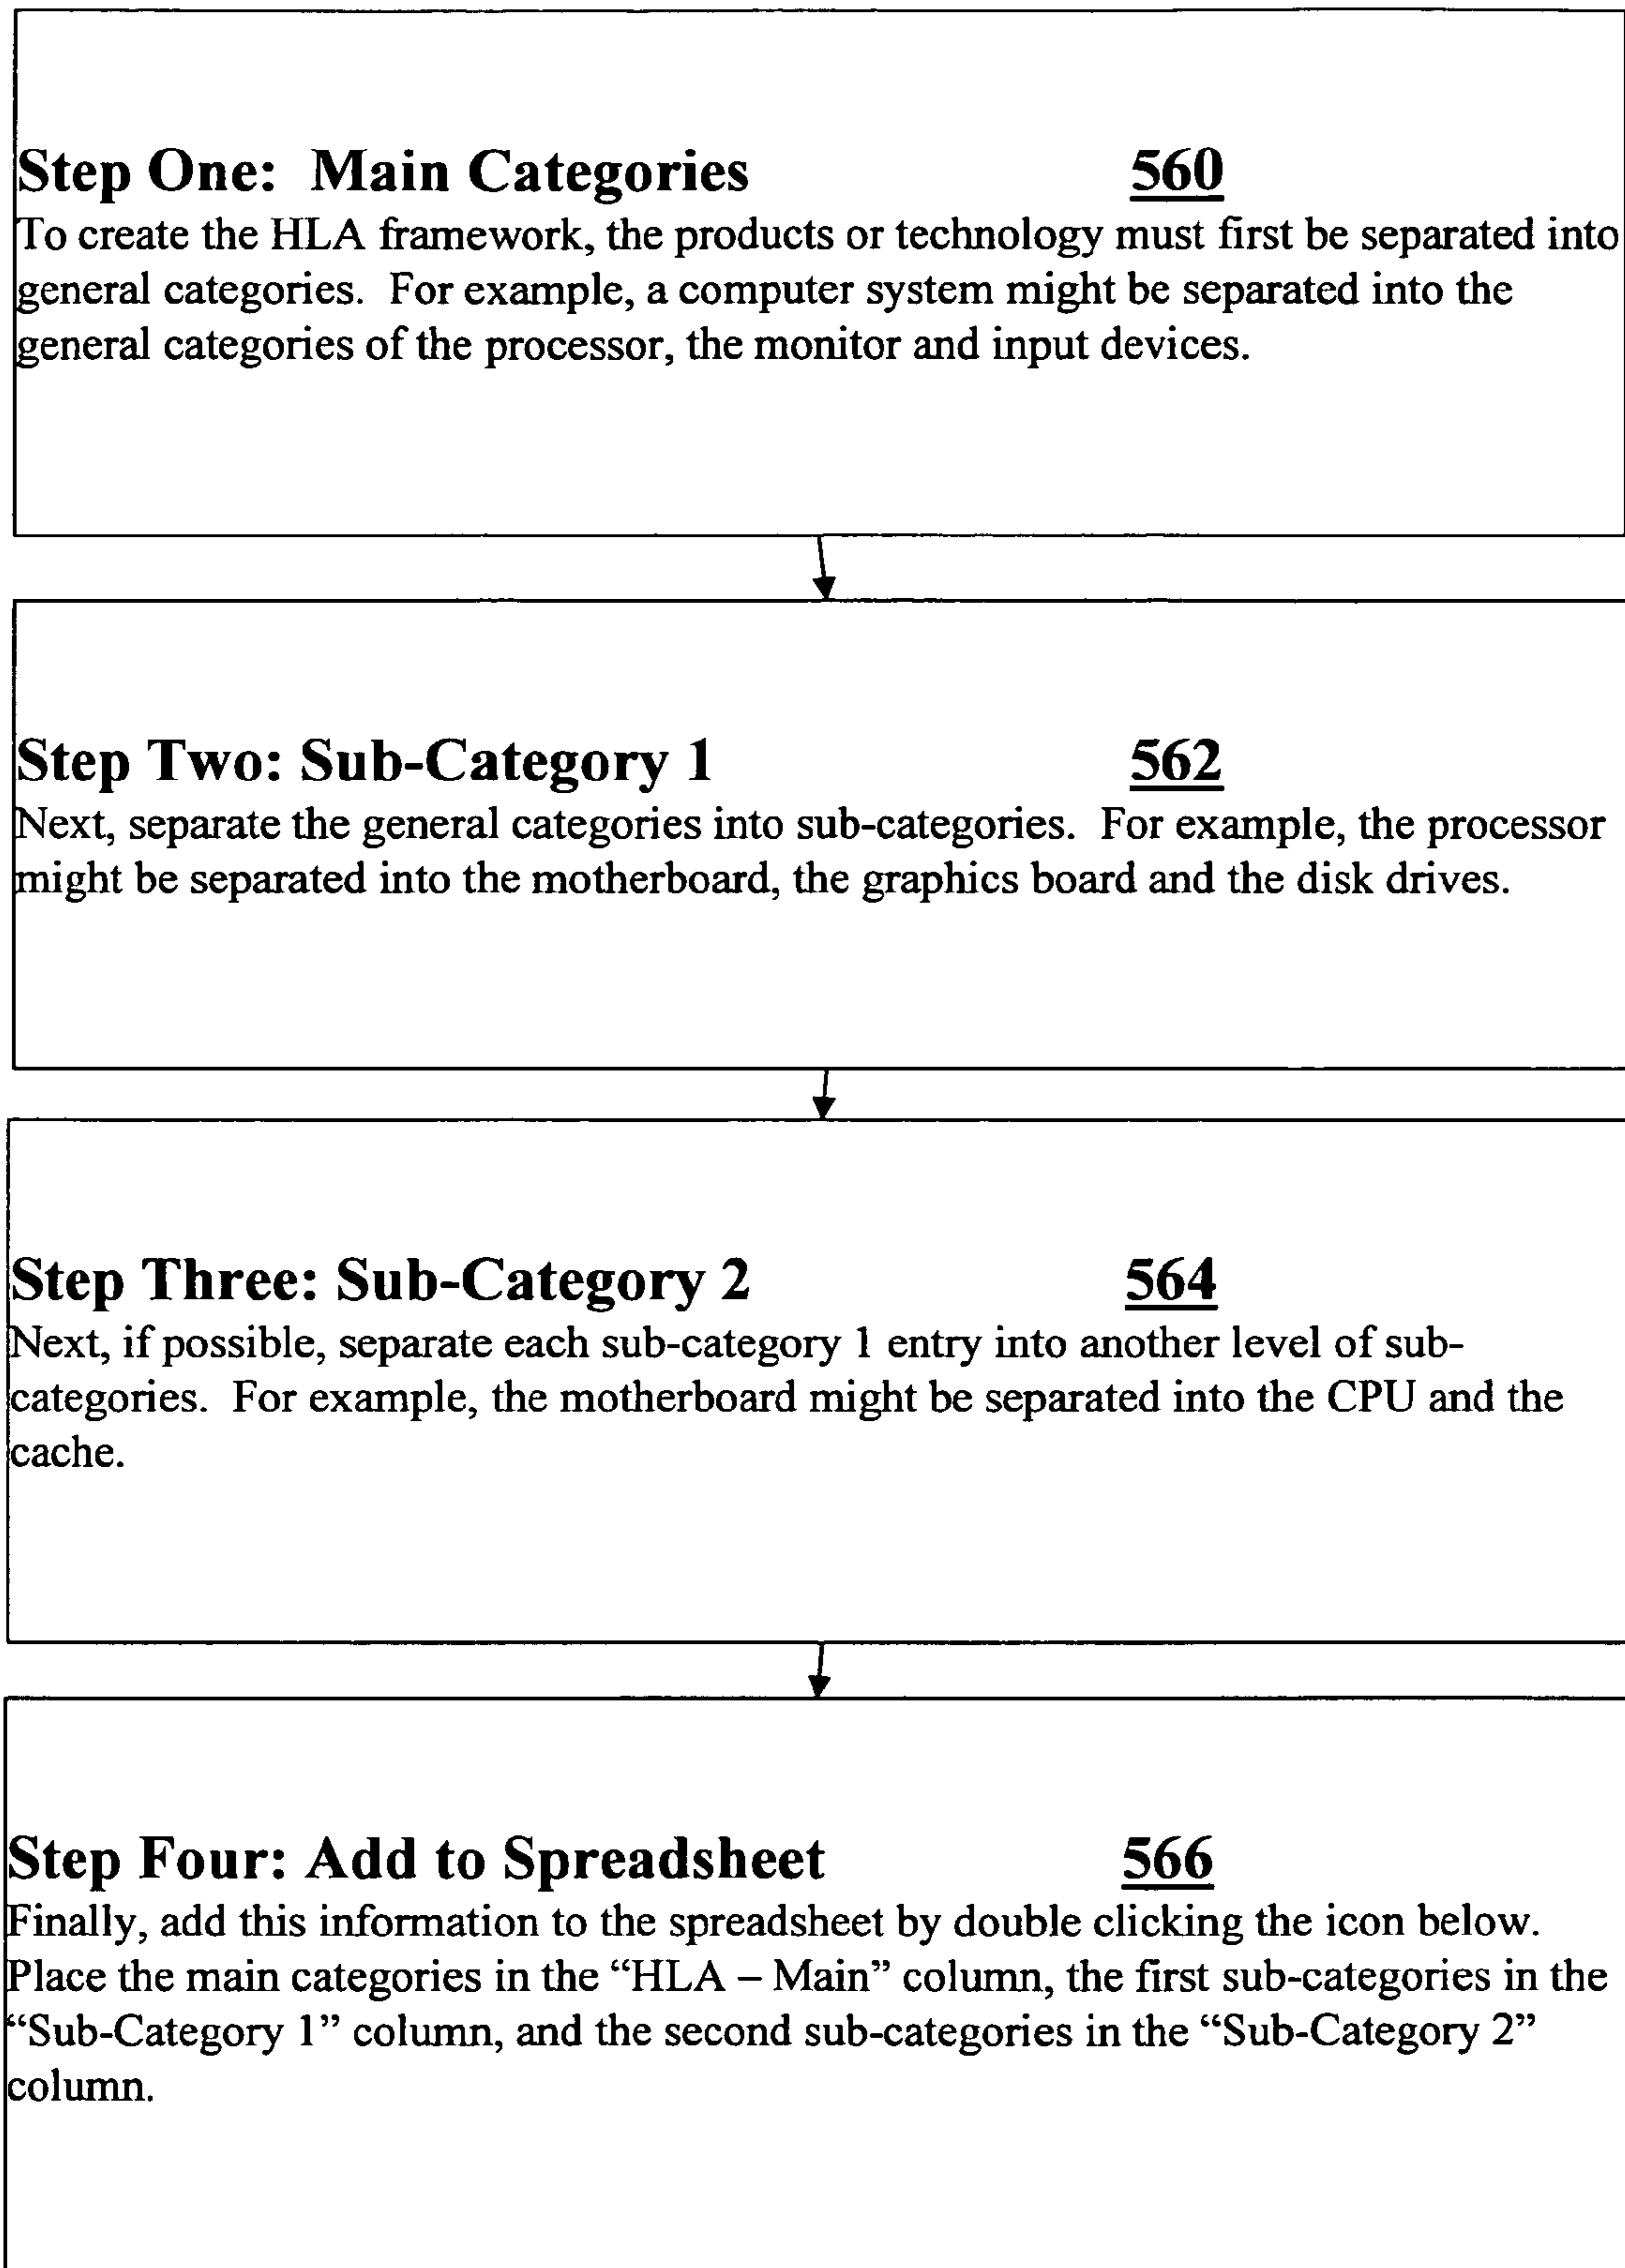 Step One:  Main Categories 560
To create the HLA framework, the products or technology must first be separated into
general categories.  For example, a computer system might be separated into the
general categories of the processor, the monitor and input devices.
Step Two: Sub-Category 1 562
Next, separate the general categories into sub-categories.  For example, the processor
might be separated into the motherboard, the graphics board and the disk drives.
Step Three: Sub-Category 2 564
Next, if possible, separate each sub-category 1 entry into another level of sub-
categories.  For example, the motherboard might be separated into the CPU and the
cache.
Step Four: Add to Spreadsheet 566
Finally, add this information to the spreadsheet by double clicking the icon below.
Place the main categories in the “HLA – Main” column, the first sub-categories in the
“Sub-Category 1” column, and the second sub-categories in the “Sub-Category 2”
column.